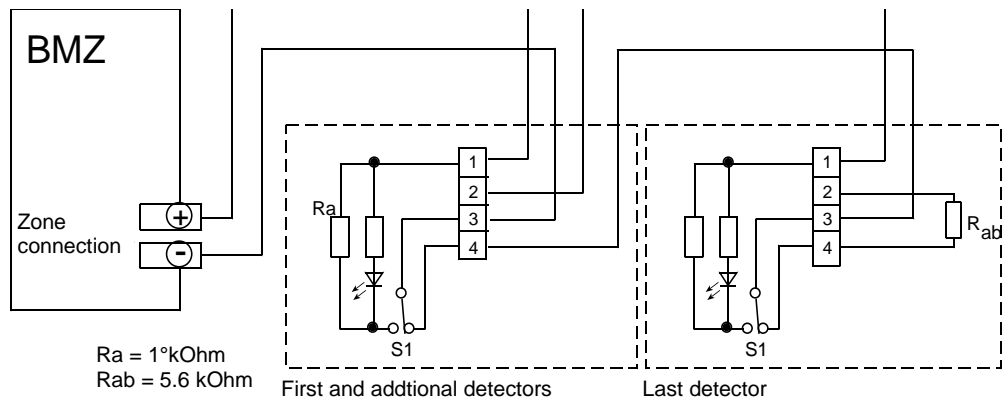 BMZ
Zone
connection
+
-
Ra = 1°kOhm
Rab = 5.6 kOhm
Ra
1
2
3
4
S1
First and addtional detectors
1
2
3
4
Rab
S1
Last detector